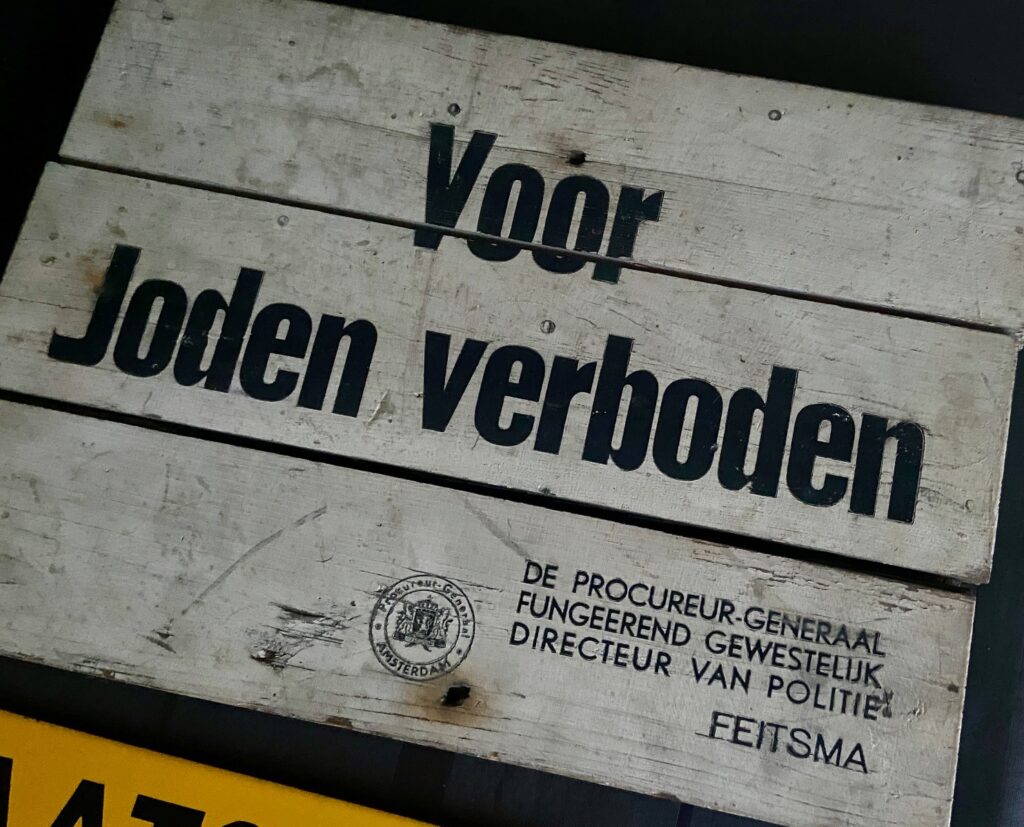 Voor
Joden verboden
Procureur-Generaal
AMSTERDAM
DE PROCUREUR-GENERAAL
FUNGEEREND GEWESTELIJK
DIRECTEUR VAN POLITIE
FEITSMA